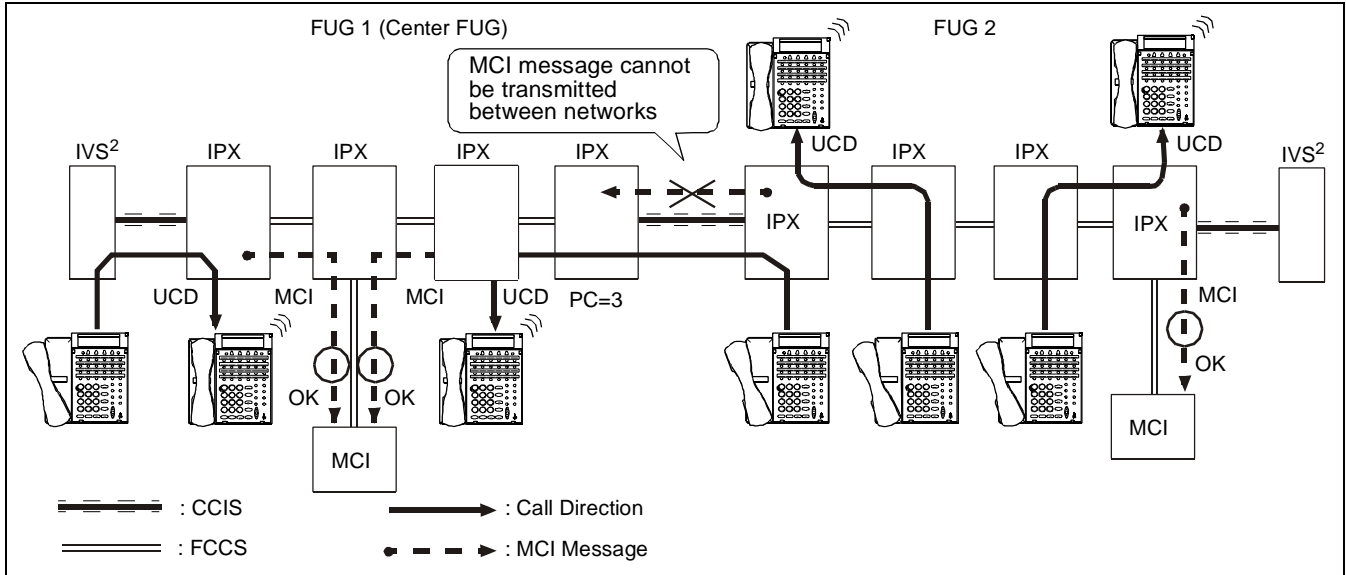 FUG 1 (Center FUG)
FUG 2
MCI message cannot
be transmitted
between networks
IVS2
IPX
IPX
IPX
IPX
UCD
IPX
IPX
UCD
IVS2
IPX
IPX
UCD
MCI
MCI
UCD
PC=3
MCI
OK
OK
OK
MCI
MCI
: CCIS
: Call Direction
: FCCS
: MCI Message